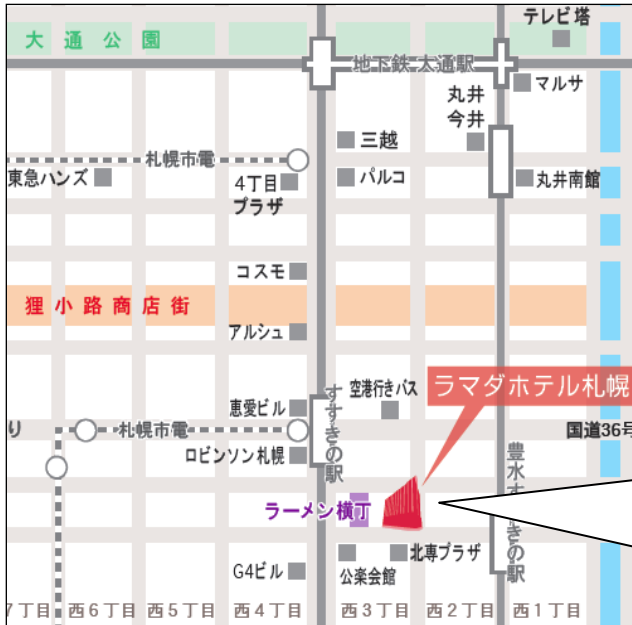 テレビ塔
大通公園
地下鉄 大通駅
マルサ
丸井
今井
三越
札幌市電
東急ハンズ
4丁目
プラザ
パルコ
丸井南館
コスモ
狸小路商店街
アルシュ
ラマダホテル札幌
空港行きバス
恵愛ビル
すすきの駅
り
札幌市電
国道36号
ロビンソン札幌
豊水すすきの駅
ラーメン横丁
北専プラザ
G4ビル
公楽会館
7丁目 西6丁目 西5丁目 西4丁目 西3丁目 西2丁目 西1丁目